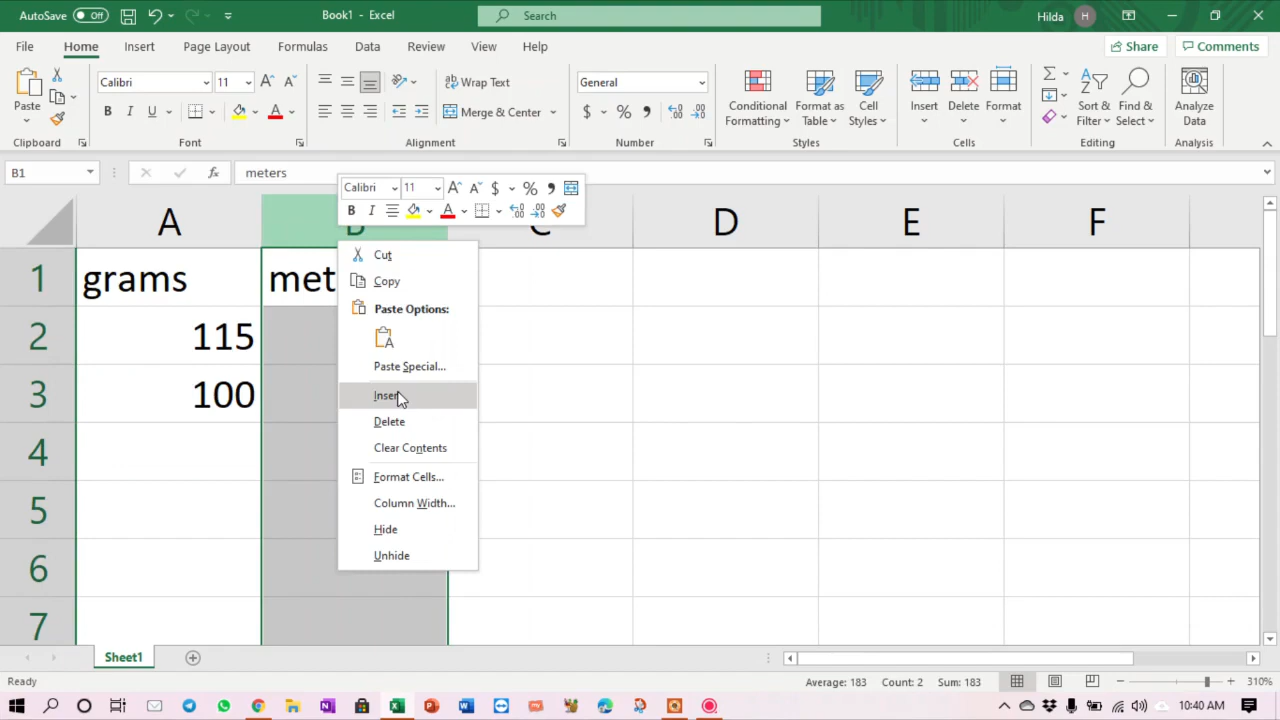 AutoSave Off Book1 - Excel Search Hilda H
File Home Insert Page Layout Formulas Data Review View Help Share Comments
Paste Calibri 11 Wrap Text General Conditional Formatting Format as Table Cell Styles Insert Delete Format Sort & Filter Find & Select Analyze Data
B I U Merge & Center $ %
Clipboard Font Alignment Number Styles Cells Editing Analysis
B1 fx meters
Calibri 11 $ %
B I A
A B C D E F
1 grams met
2 115
3 100
4
5
6
7
Cut
Copy
Paste Options:
Paste Special...
Inser
Delete
Clear Contents
Format Cells...
Column Width...
Hide
Unhide
Sheet1
Ready Average: 183 Count: 2 Sum: 183 310%
10:40 AM